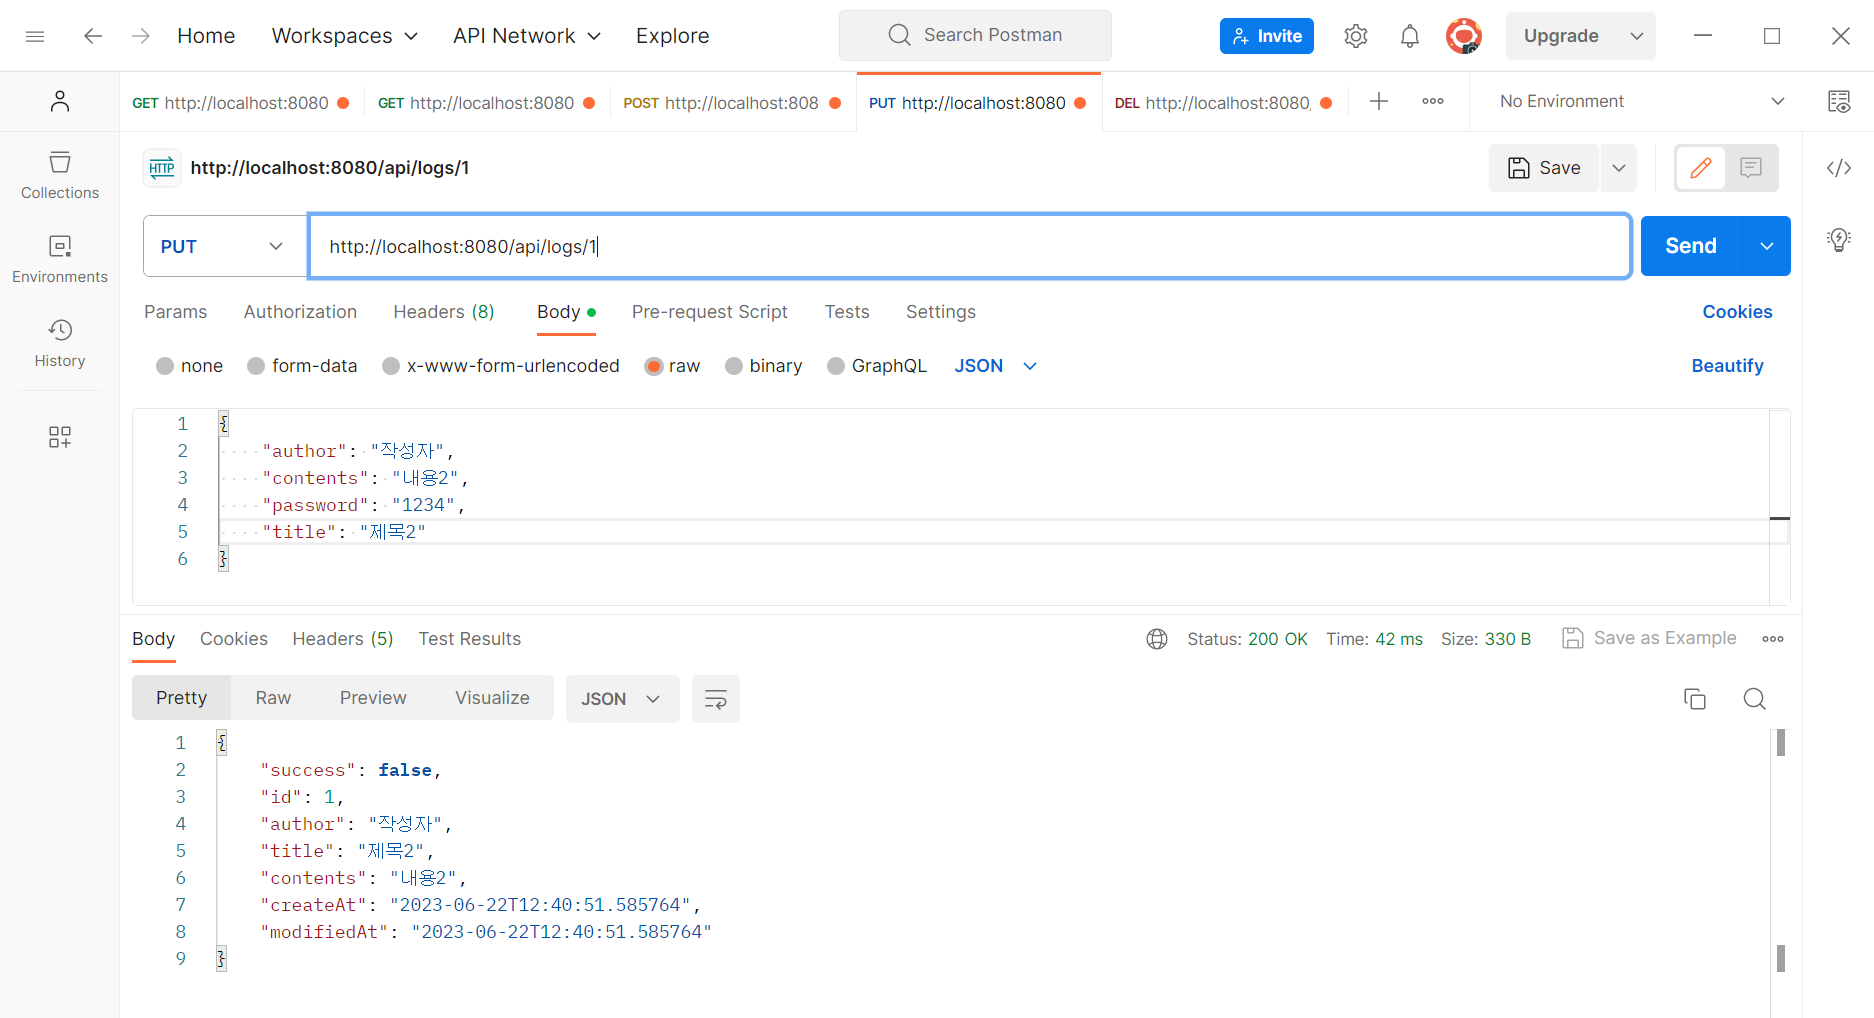 Home Workspaces API Network Explore Search Postman Invite Upgrade
GET http://localhost:8080 GET http://localhost:8080 POST http://localhost:808 PUT http://localhost:8080 DEL http://localhost:8080, No Environment
HTTP http://localhost:8080/api/logs/1 Save
Collections
PUT http://localhost:8080/api/logs/1 Send
Environments
Params Authorization Headers (8) Body Pre-request Script Tests Settings Cookies
History
none form-data x-www-form-urlencoded raw binary GraphQL JSON Beautify
1 {
2 "author": "작성자",
3 "contents": "내용2",
4 "password": "1234",
5 "title": "제목2"
6 }
Body Cookies Headers (5) Test Results Status: 200 OK Time: 42 ms Size: 330 B Save as Example
Pretty Raw Preview Visualize JSON
1 {
2 "success": false,
3 "id": 1,
4 "author": "작성자",
5 "title": "제목2",
6 "contents": "내용2",
7 "createAt": "2023-06-22T12:40:51.585764",
8 "modifiedAt": "2023-06-22T12:40:51.585764"
9 }